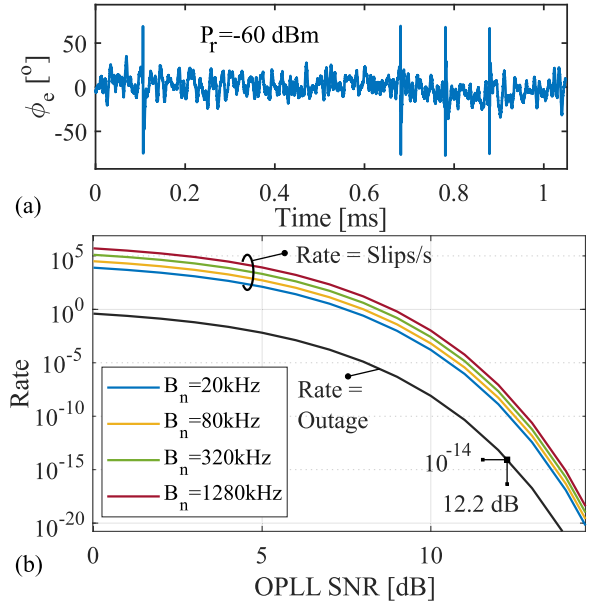 P_r=-60 dBm
50
0
-50
ϕ_e [°]
0 0.2 0.4 0.6 0.8 1
(a) Time [ms]
10^5
10^0
10^-5
10^-10
10^-15
10^-20
Rate
Rate = Slips/s
Rate =
Outage
B_n=20kHz
B_n=80kHz
B_n=320kHz
B_n=1280kHz
10^-14
12.2 dB
0 5 10
(b) OPLL SNR [dB]